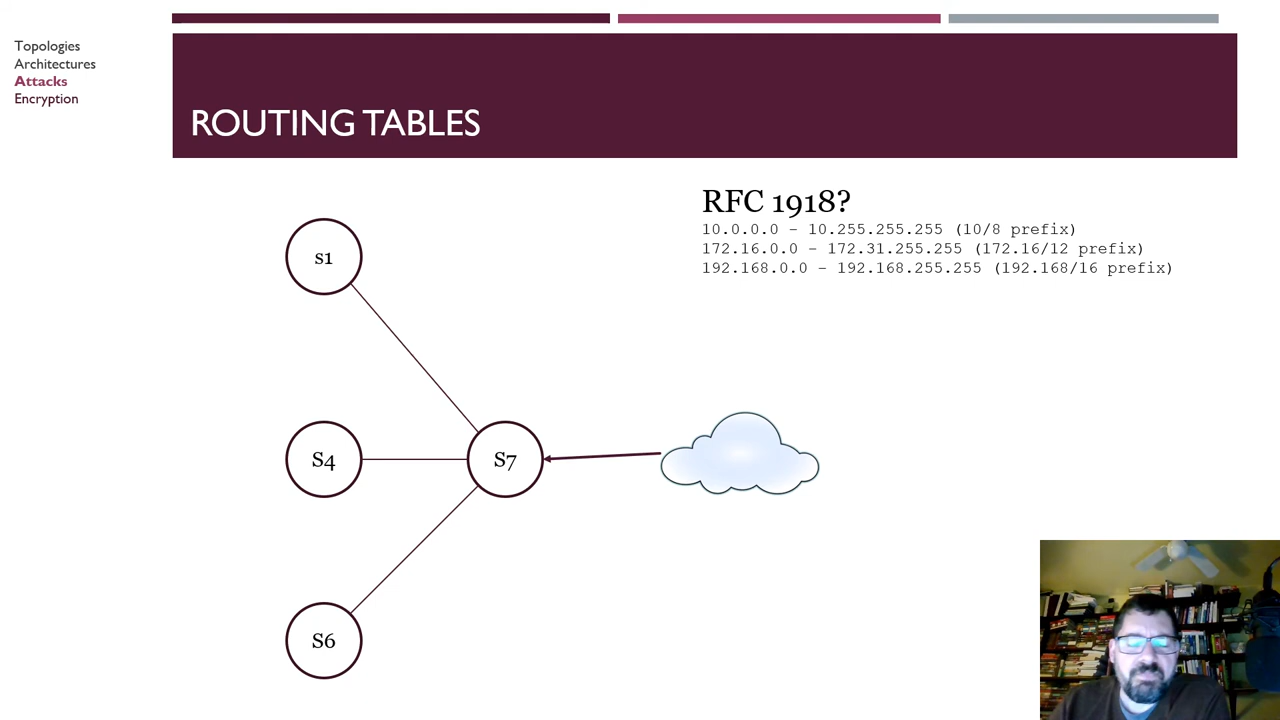 Topologies
Architectures
Attacks
Encryption
ROUTING TABLES
RFC 1918?
10.0.0.0 – 10.255.255.255 (10/8 prefix)
172.16.0.0 – 172.31.255.255 (172.16/12 prefix)
192.168.0.0 – 192.168.255.255 (192.168/16 prefix)
s1
S4
S7
S6